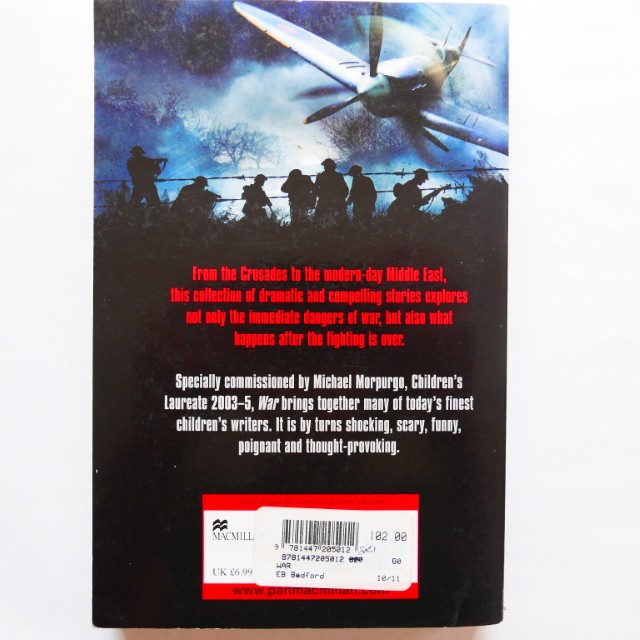 From the Crusades to the modern-day Middle East,
this collection of dramatic and compelling stories explores
not only the immediate dangers of war, but also what
happens after the fighting is over.
Specially commissioned by Michael Morpurgo, Children's
Laureate 2003–5, War brings together many of today's finest
children's writers. It is by turns shocking, scary, funny,
poignant and thought-provoking.
MACMILL
102.00
9 781447 205012
9781447205012
80
WAR
EB Bedford
10/11
UK £6.99
www.panmacmillan.com